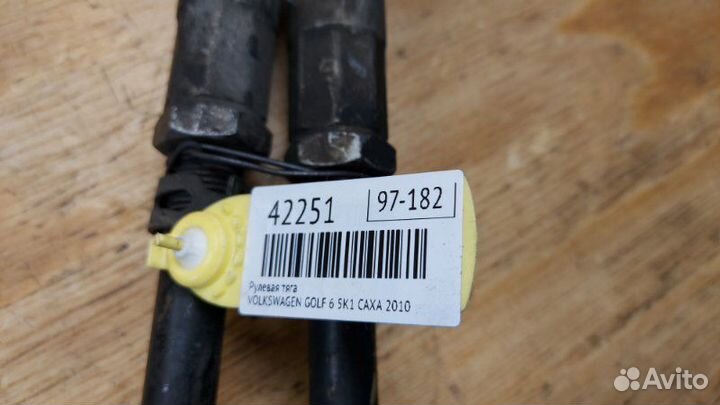 42251 97-182
Рулевая тяга
VOLKSWAGEN GOLF 6 5K1 CAXA 2010
Avito